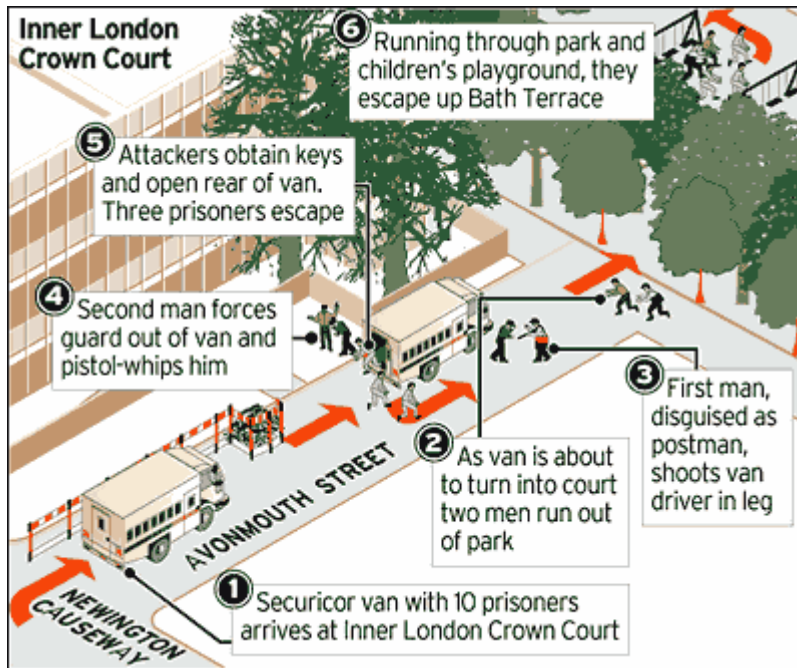 Inner London
Crown Court
6
Running through park and
children's playground, they
escape up Bath Terrace
5
Attackers obtain keys
and open rear of van.
Three prisoners escape
4
Second man forces
guard out of van and
pistol-whips him
3
First man,
disguised as
postman,
shoots van
driver in leg
2
As van is about
to turn into court
two men run out
of park
AVONMOUTH STREET
1
Securicor van with 10 prisoners
arrives at Inner London Crown Court
NEWINGTON
CAUSEWAY